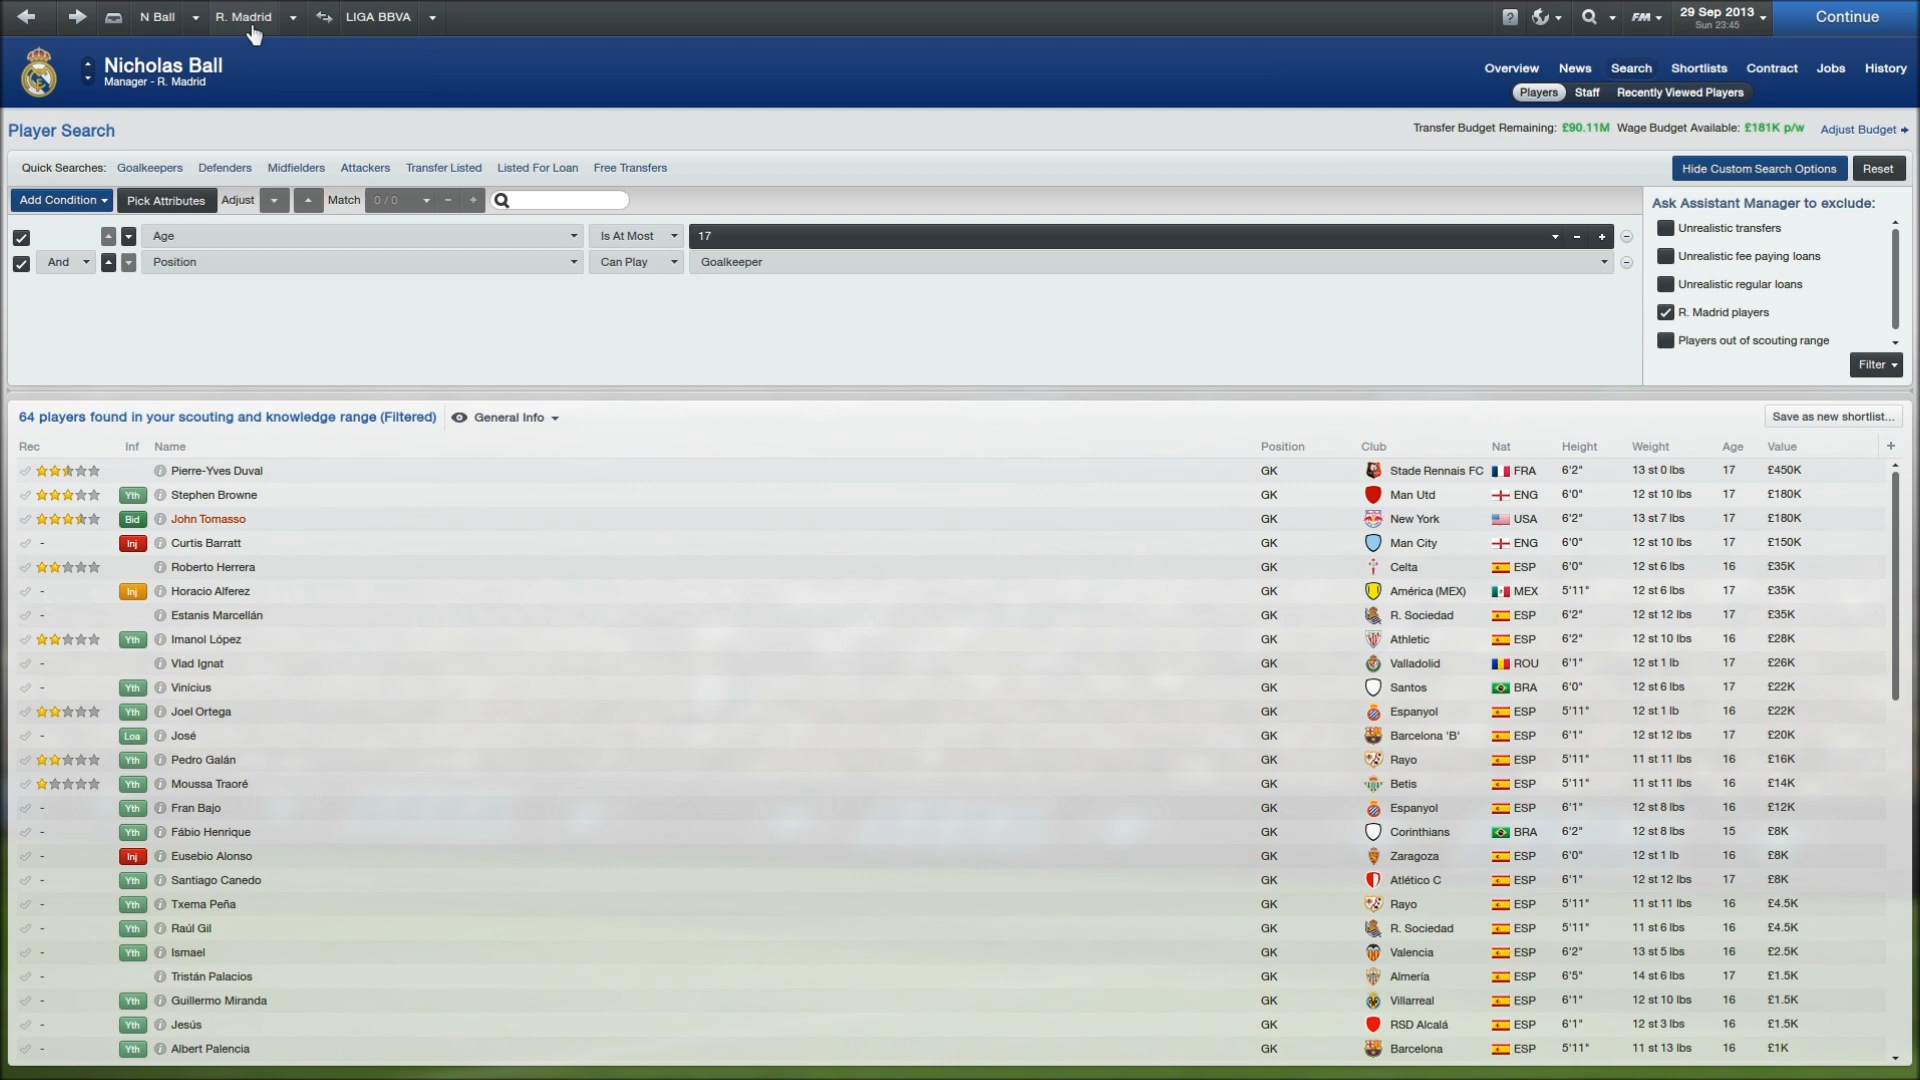 N Ball R. Madrid LIGA BBVA ? FM 29 Sep 2013 Continue
Sun 23:45
Nicholas Ball
Manager - R. Madrid
Overview News Search Shortlists Contract Jobs History
Players Staff Recently Viewed Players
Player Search
Transfer Budget Remaining: £90.11M Wage Budget Available: £181K p/w Adjust Budget
Quick Searches: Goalkeepers Defenders Midfielders Attackers Transfer Listed Listed For Loan Free Transfers
Hide Custom Search Options Reset
Add Condition Pick Attributes Adjust Match 0 / 0 - +
Age Is At Most 17 - +
And Position Can Play Goalkeeper
Ask Assistant Manager to exclude:
Unrealistic transfers
Unrealistic fee paying loans
Unrealistic regular loans
R. Madrid players
Players out of scouting range
Filter
64 players found in your scouting and knowledge range (Filtered) General Info Save as new shortlist...
Rec Inf Name Position Club Nat Height Weight Age Value +
Pierre-Yves Duval GK Stade Rennais FC FRA 6'2" 13 st 0 lbs 17 £450K
Yth Stephen Browne GK Man Utd ENG 6'0" 12 st 10 lbs 17 £180K
Bid John Tomasso GK New York USA 6'2" 13 st 7 lbs 17 £180K
- Inj Curtis Barratt GK Man City ENG 6'0" 12 st 10 lbs 17 £150K
Roberto Herrera GK Celta ESP 6'0" 12 st 6 lbs 16 £35K
- Inj Horacio Alferez GK América (MEX) MEX 5'11" 12 st 6 lbs 17 £35K
- Estanis Marcellán GK R. Sociedad ESP 6'2" 12 st 12 lbs 17 £35K
Yth Imanol López GK Athletic ESP 6'2" 12 st 10 lbs 16 £28K
- Vlad Ignat GK Valladolid ROU 6'1" 12 st 1 lb 17 £26K
- Yth Vinícius GK Santos BRA 6'0" 12 st 6 lbs 17 £22K
Yth Joel Ortega GK Espanyol ESP 5'11" 12 st 1 lb 16 £22K
- Loa José GK Barcelona 'B' ESP 6'1" 12 st 12 lbs 17 £20K
Yth Pedro Galán GK Rayo ESP 5'11" 11 st 11 lbs 16 £16K
Yth Moussa Traoré GK Betis ESP 5'11" 11 st 11 lbs 16 £14K
- Yth Fran Bajo GK Espanyol ESP 6'1" 12 st 8 lbs 16 £12K
- Yth Fábio Henrique GK Corinthians BRA 6'2" 12 st 8 lbs 15 £8K
- Inj Eusebio Alonso GK Zaragoza ESP 6'0" 12 st 1 lb 16 £8K
- Yth Santiago Canedo GK Atlético C ESP 6'1" 12 st 12 lbs 17 £8K
- Yth Txema Peña GK Rayo ESP 5'11" 11 st 11 lbs 16 £4.5K
- Yth Raúl Gil GK R. Sociedad ESP 5'11" 11 st 6 lbs 16 £4.5K
- Yth Ismael GK Valencia ESP 6'2" 13 st 5 lbs 16 £2.5K
- Tristán Palacios GK Almería ESP 6'5" 14 st 6 lbs 17 £1.5K
- Yth Guillermo Miranda GK Villarreal ESP 6'1" 12 st 10 lbs 16 £1.5K
- Yth Jesús GK RSD Alcalá ESP 6'1" 12 st 3 lbs 16 £1.5K
- Yth Albert Palencia GK Barcelona ESP 5'11" 11 st 13 lbs 16 £1K